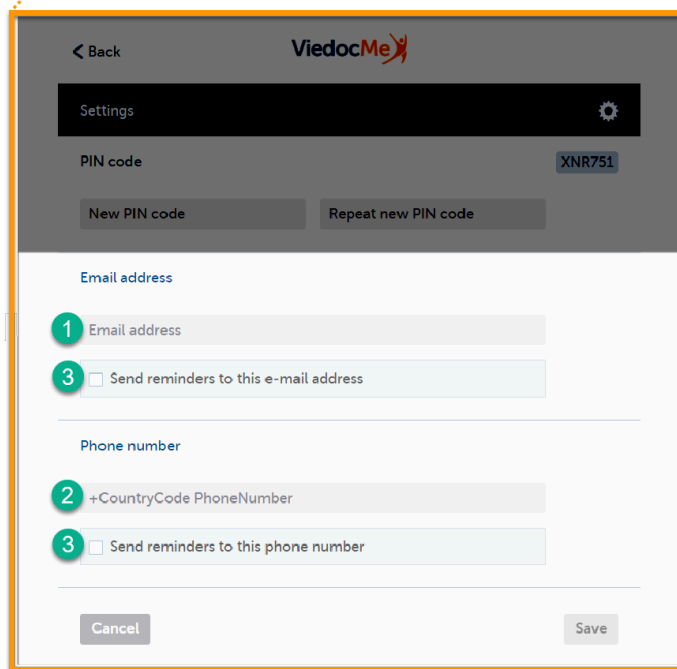 Back
ViedocMe
Settings
PIN code
XNR751
New PIN code
Repeat new PIN code
Email address
1
Email address
3
Send reminders to this e-mail address
Phone number
2
+CountryCode PhoneNumber
3
Send reminders to this phone number
Cancel
Save